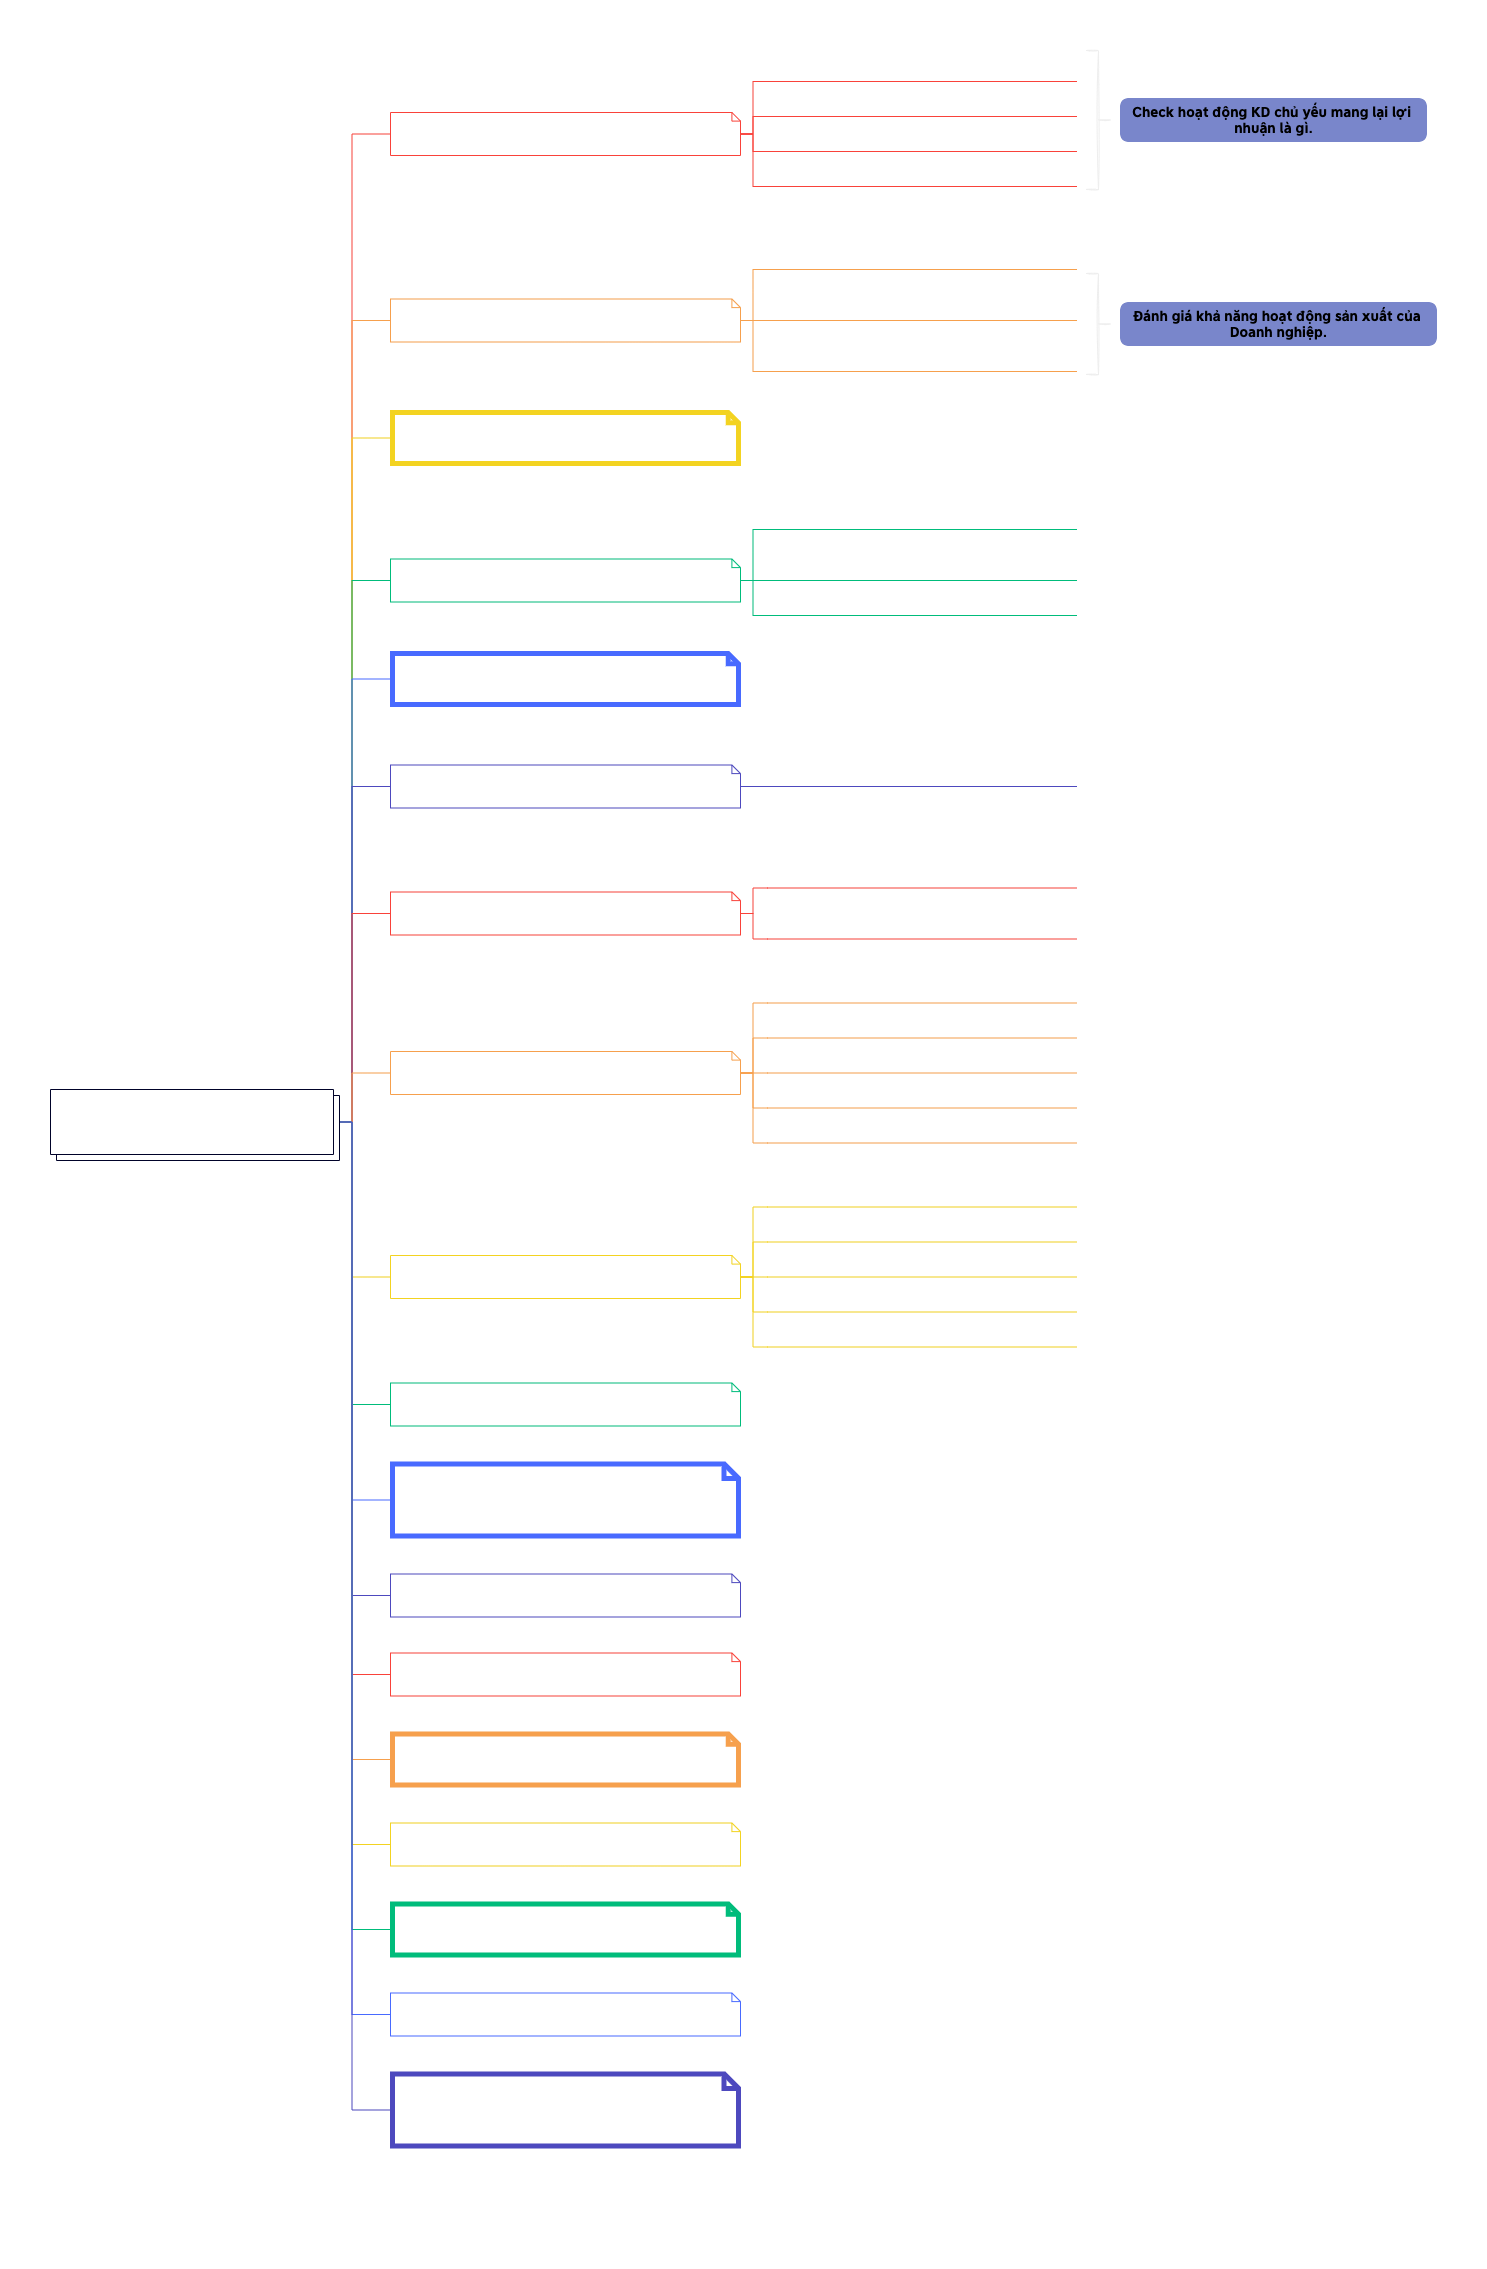 Check hoạt động KD chủ yếu mang lại lợi
nhuận là gì.
Đánh giá khả năng hoạt động sản xuất của
Doanh nghiệp.